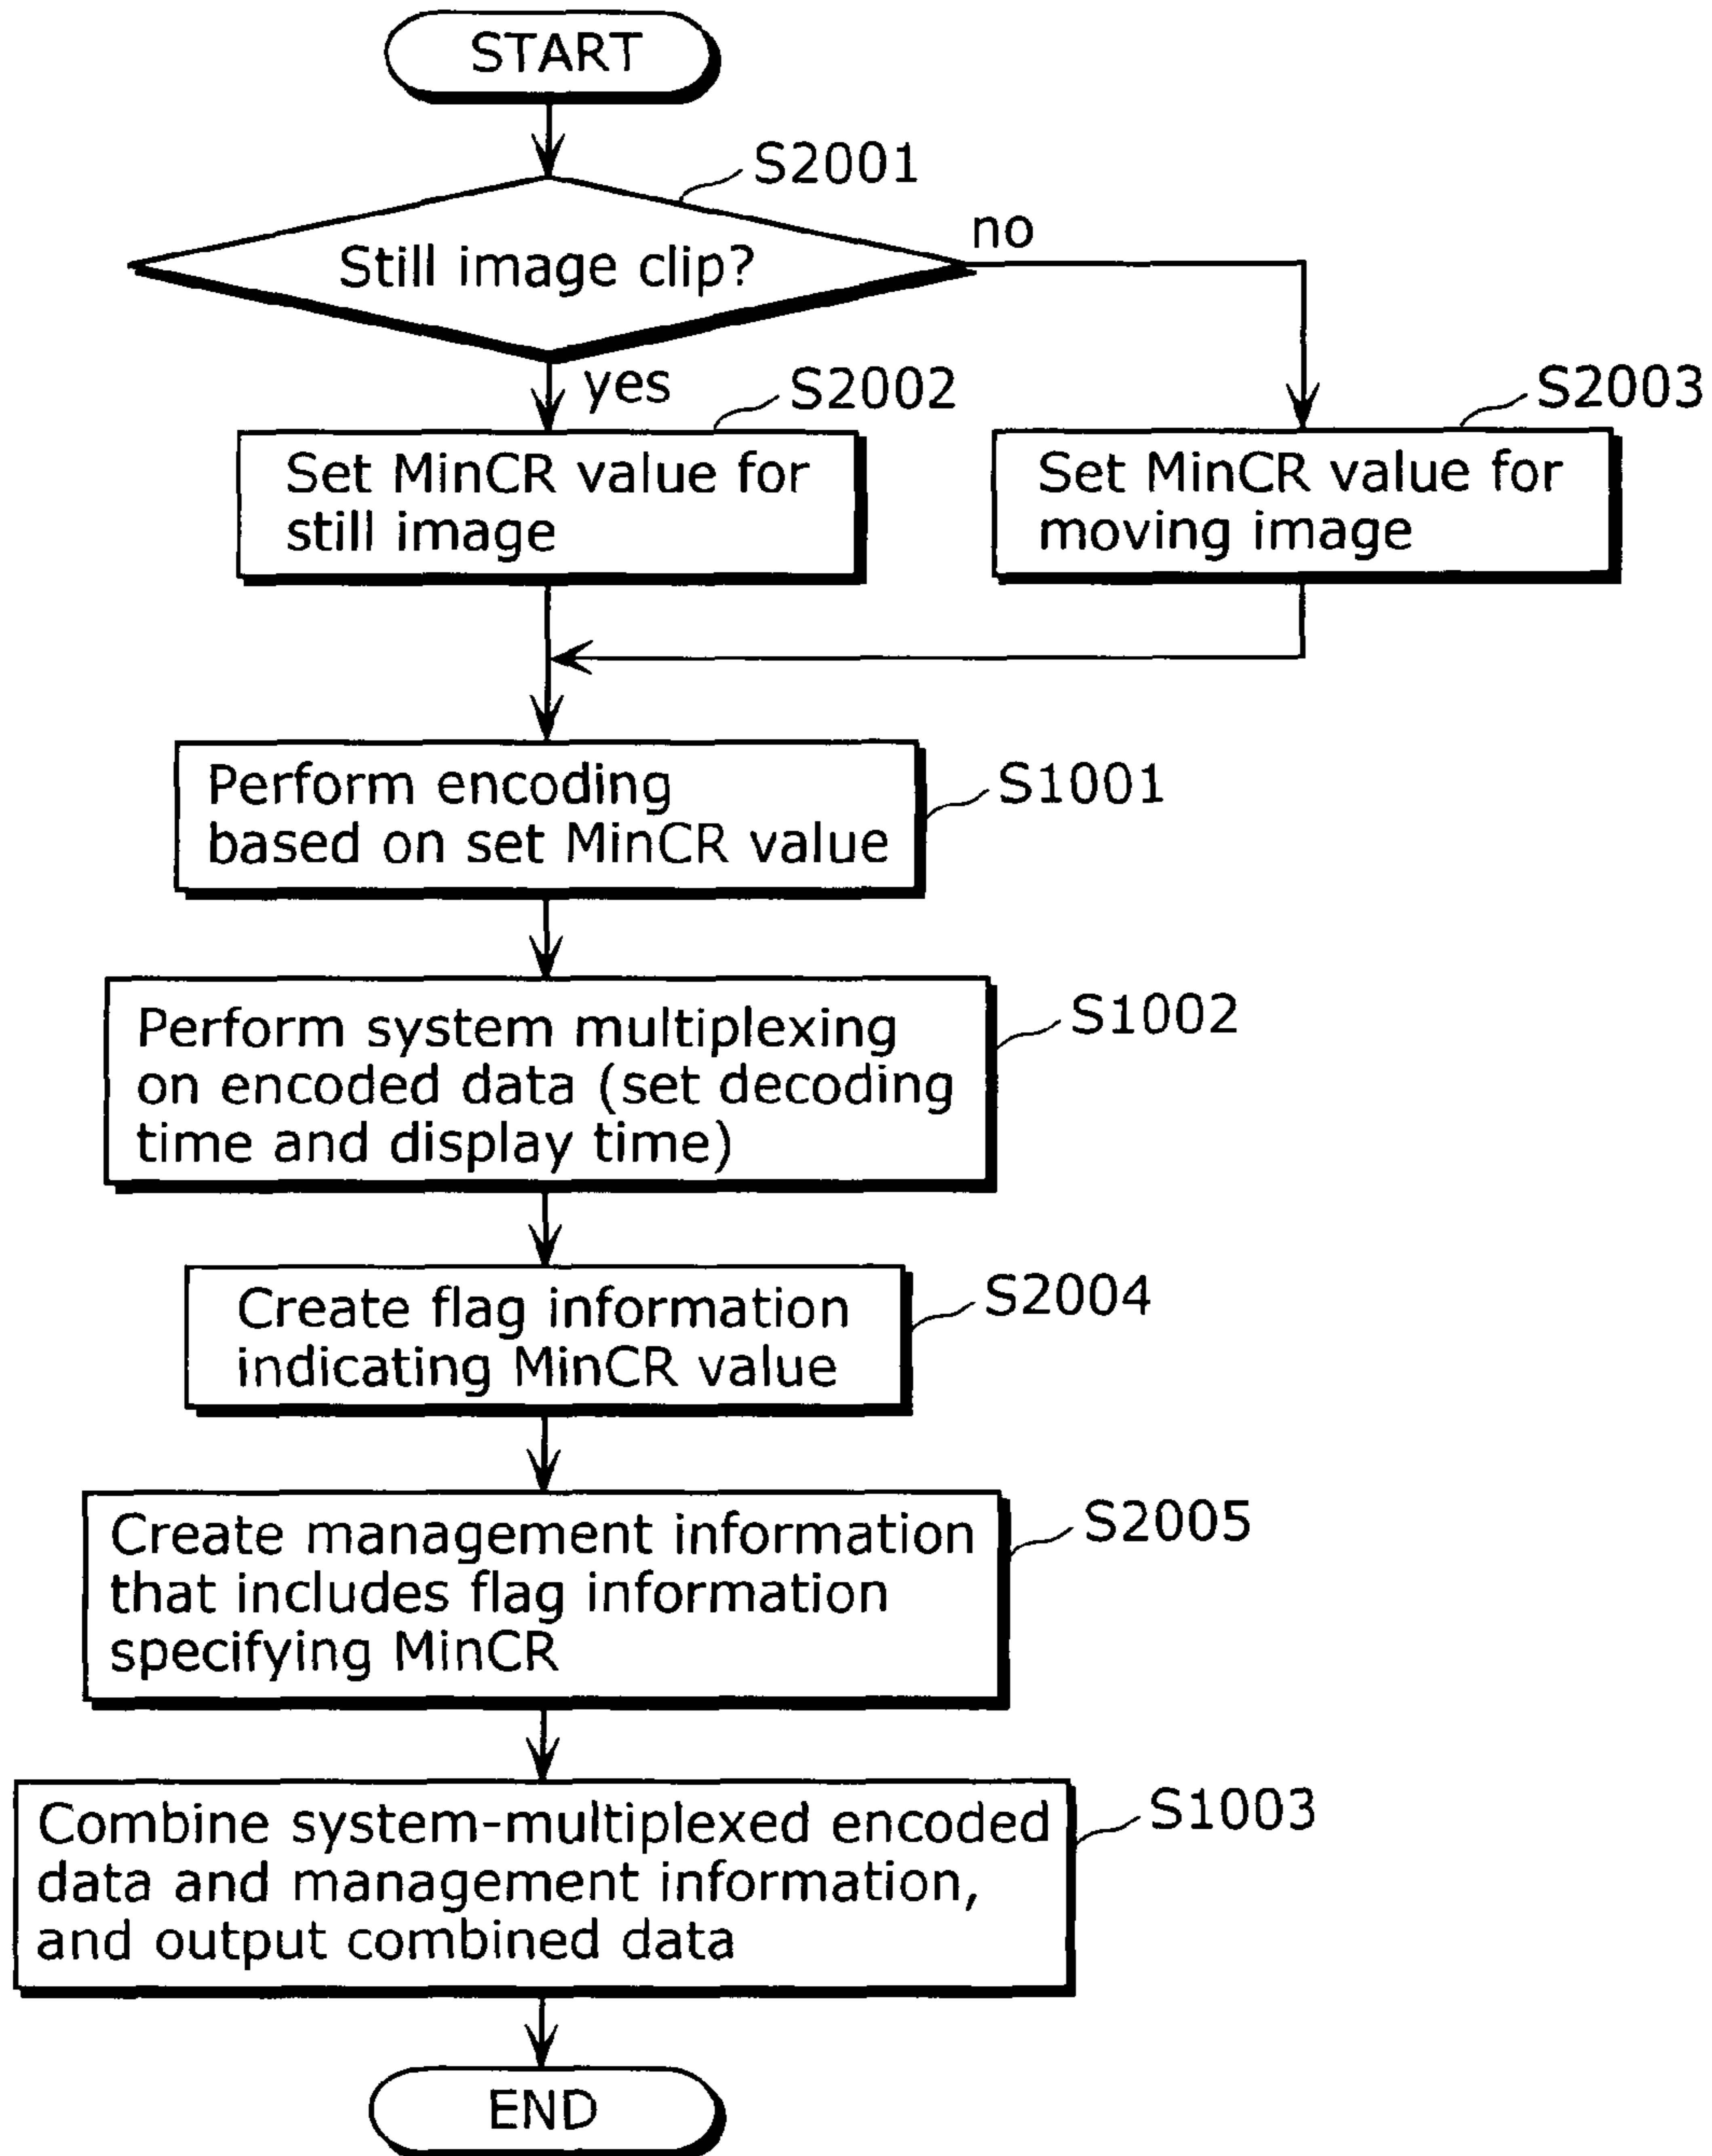 START
S2001
Still image clip?
no
yes
S2002
S2003
Set MinCR value for
still image
Set MinCR value for
moving image
Perform encoding
based on set MinCR value
S1001
Perform system multiplexing
on encoded data (set decoding
time and display time)
S1002
Create flag information
indicating MinCR value
S2004
Create management information
that includes flag information
specifying MinCR
S2005
Combine system-multiplexed encoded
data and management information,
and output combined data
S1003
END